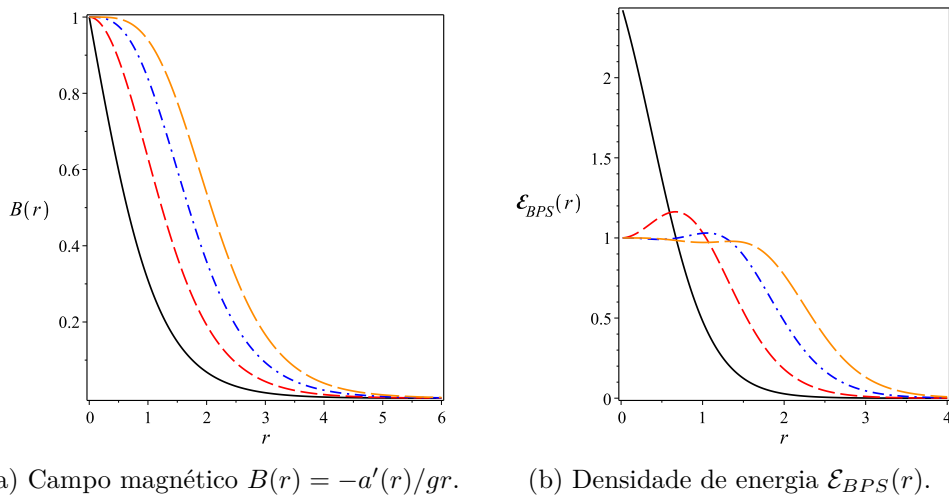 1
0.8
0.6
B(r)
0.4
0.2
0 1 2 3 4 5 6
r
2
1.5
ℰ_BPS(r)
1
0.5
0
0 1 2 3 4
r
a) Campo magnético B(r) = −a′(r)/gr.
(b) Densidade de energia ℰ_BPS(r).